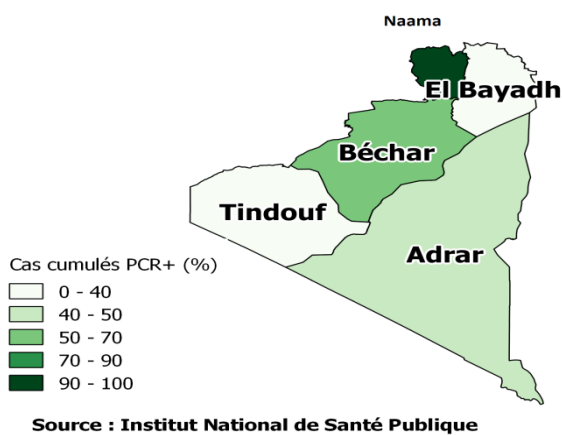 Naama
El Bayadh
Béchar
Tindouf
Adrar
Cas cumulés PCR+ (%)
0 - 40
40 - 50
50 - 70
70 - 90
90 - 100
Source : Institut National de Santé Publique